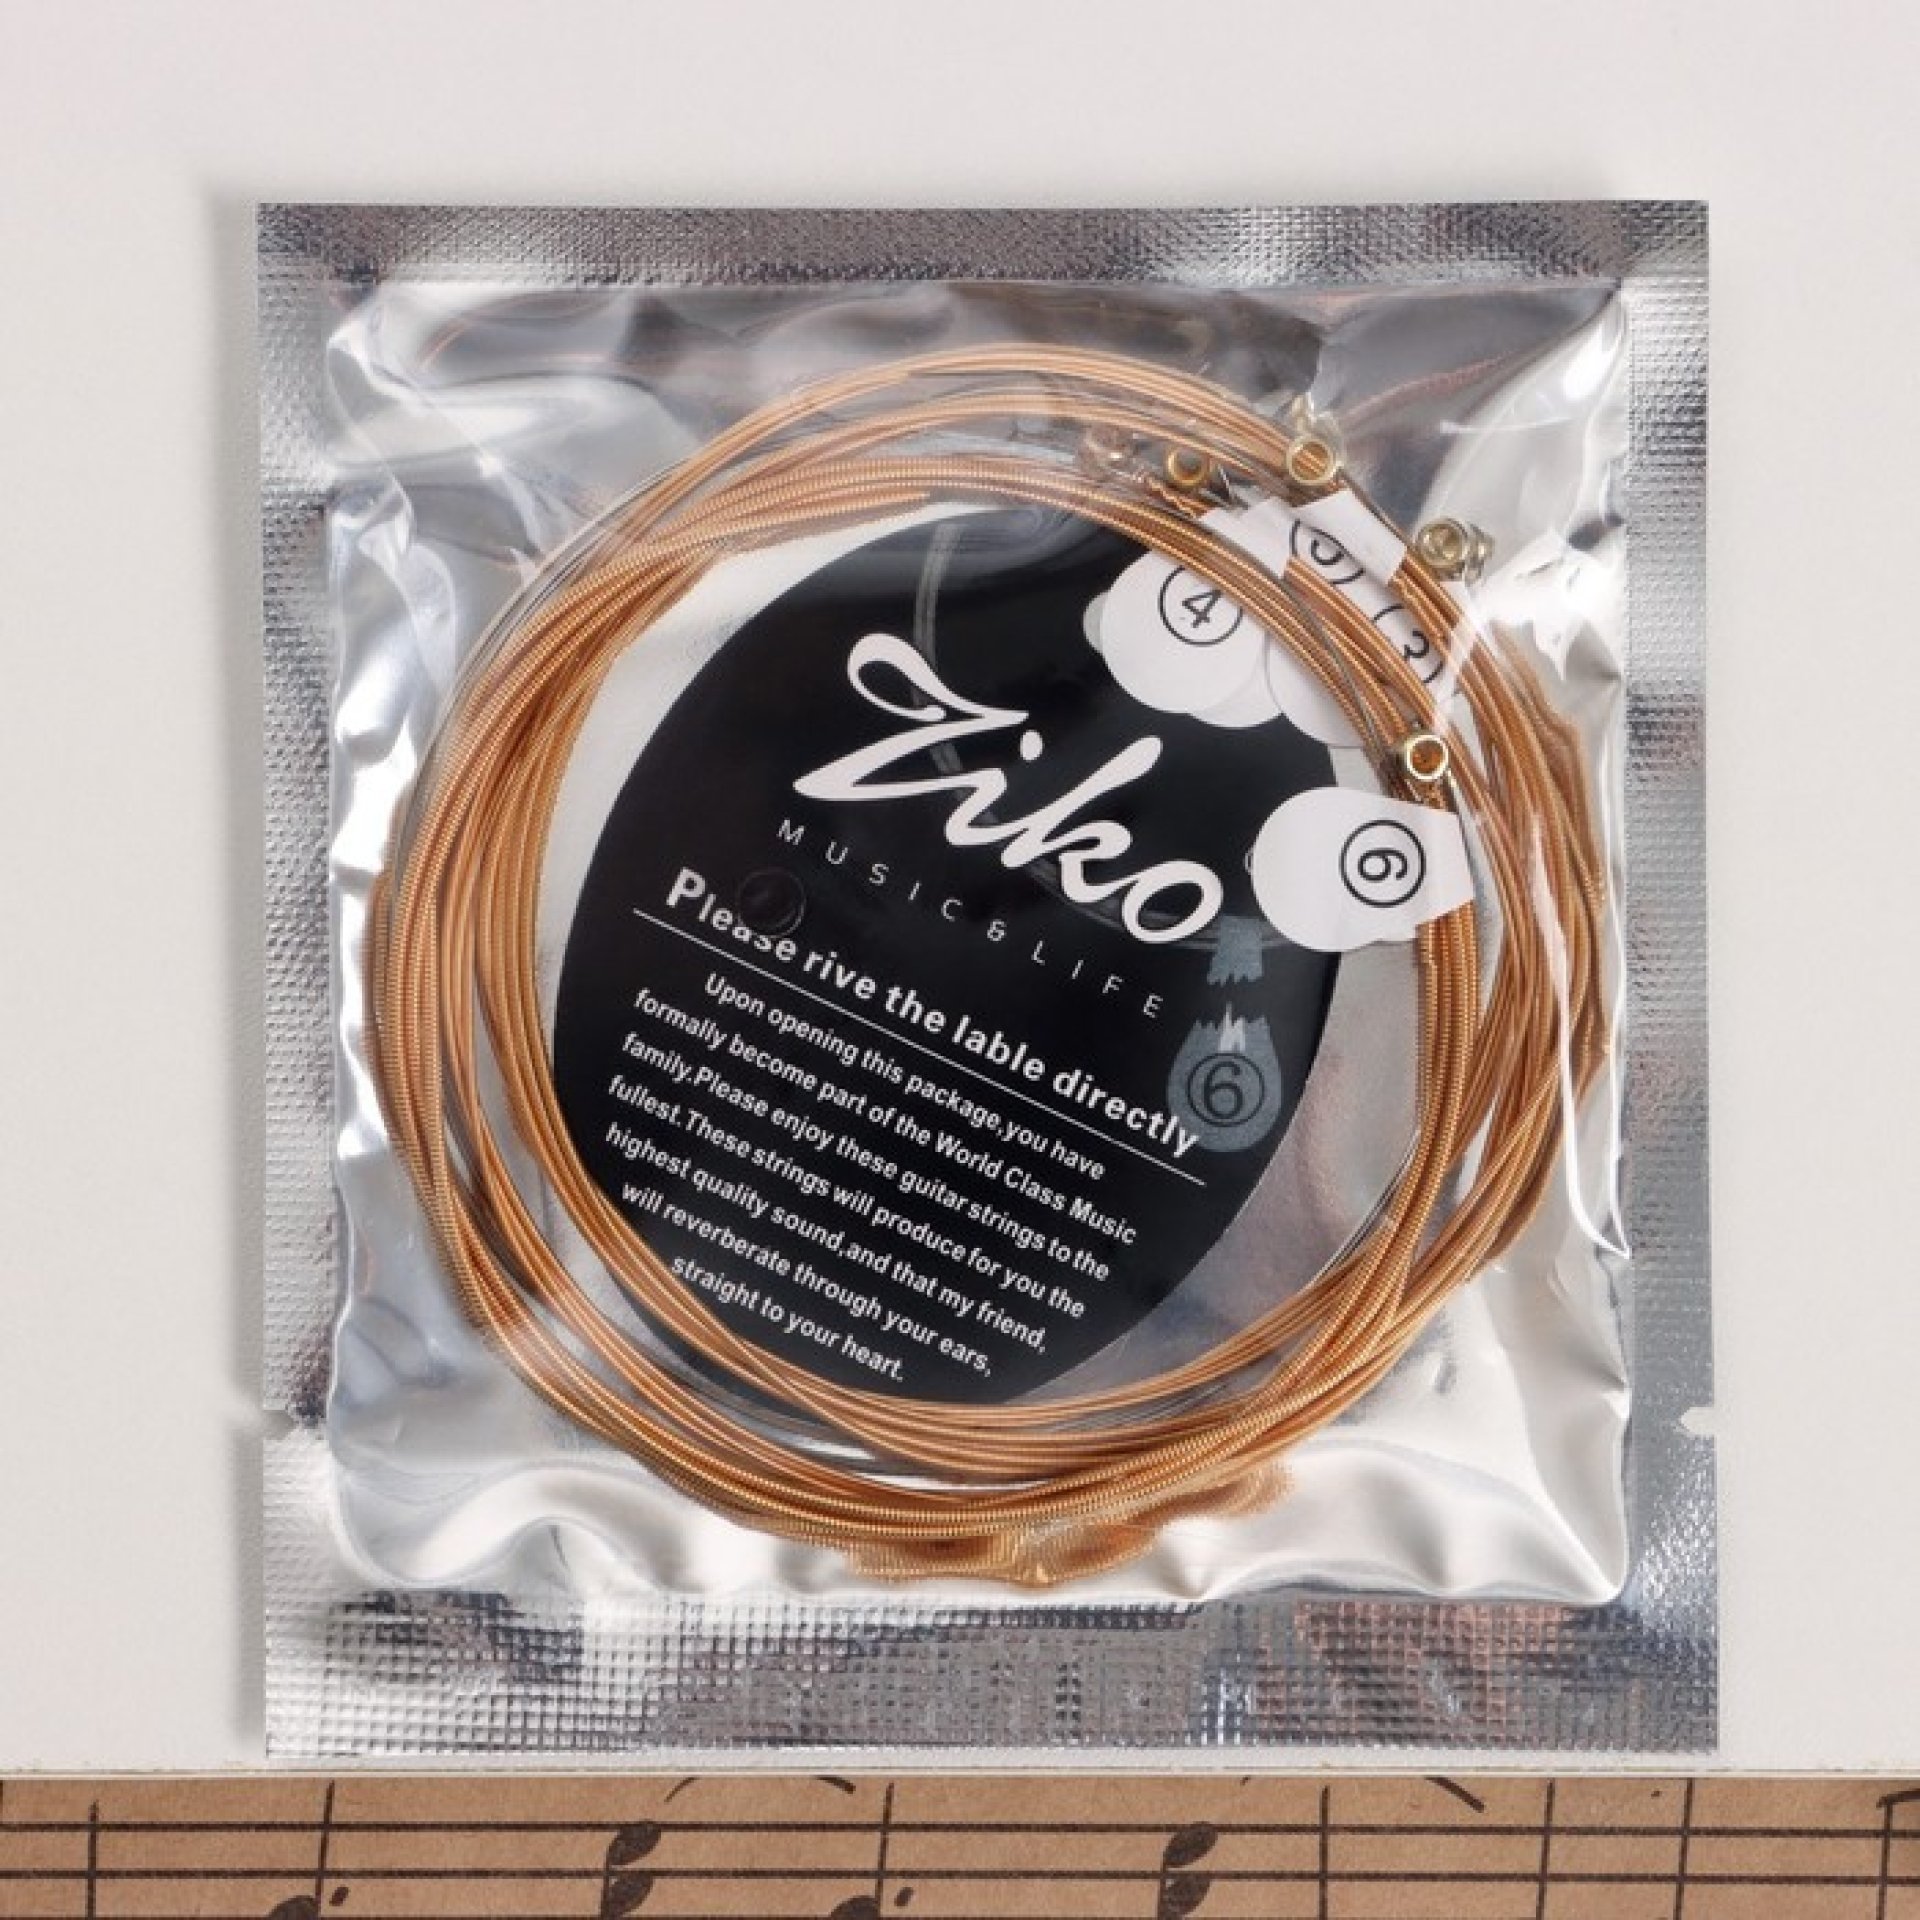 4
5
3
Ziko
MUSIC & LIFE
6
Please rive the lable directly
Upon opening this package,you have
formally become part of the World Class Music
family.Please enjoy these guitar strings to the
fullest.These strings will produce for you the
highest quality sound,and that my friend,
will reverberate through your ears,
straight to your heart.
6